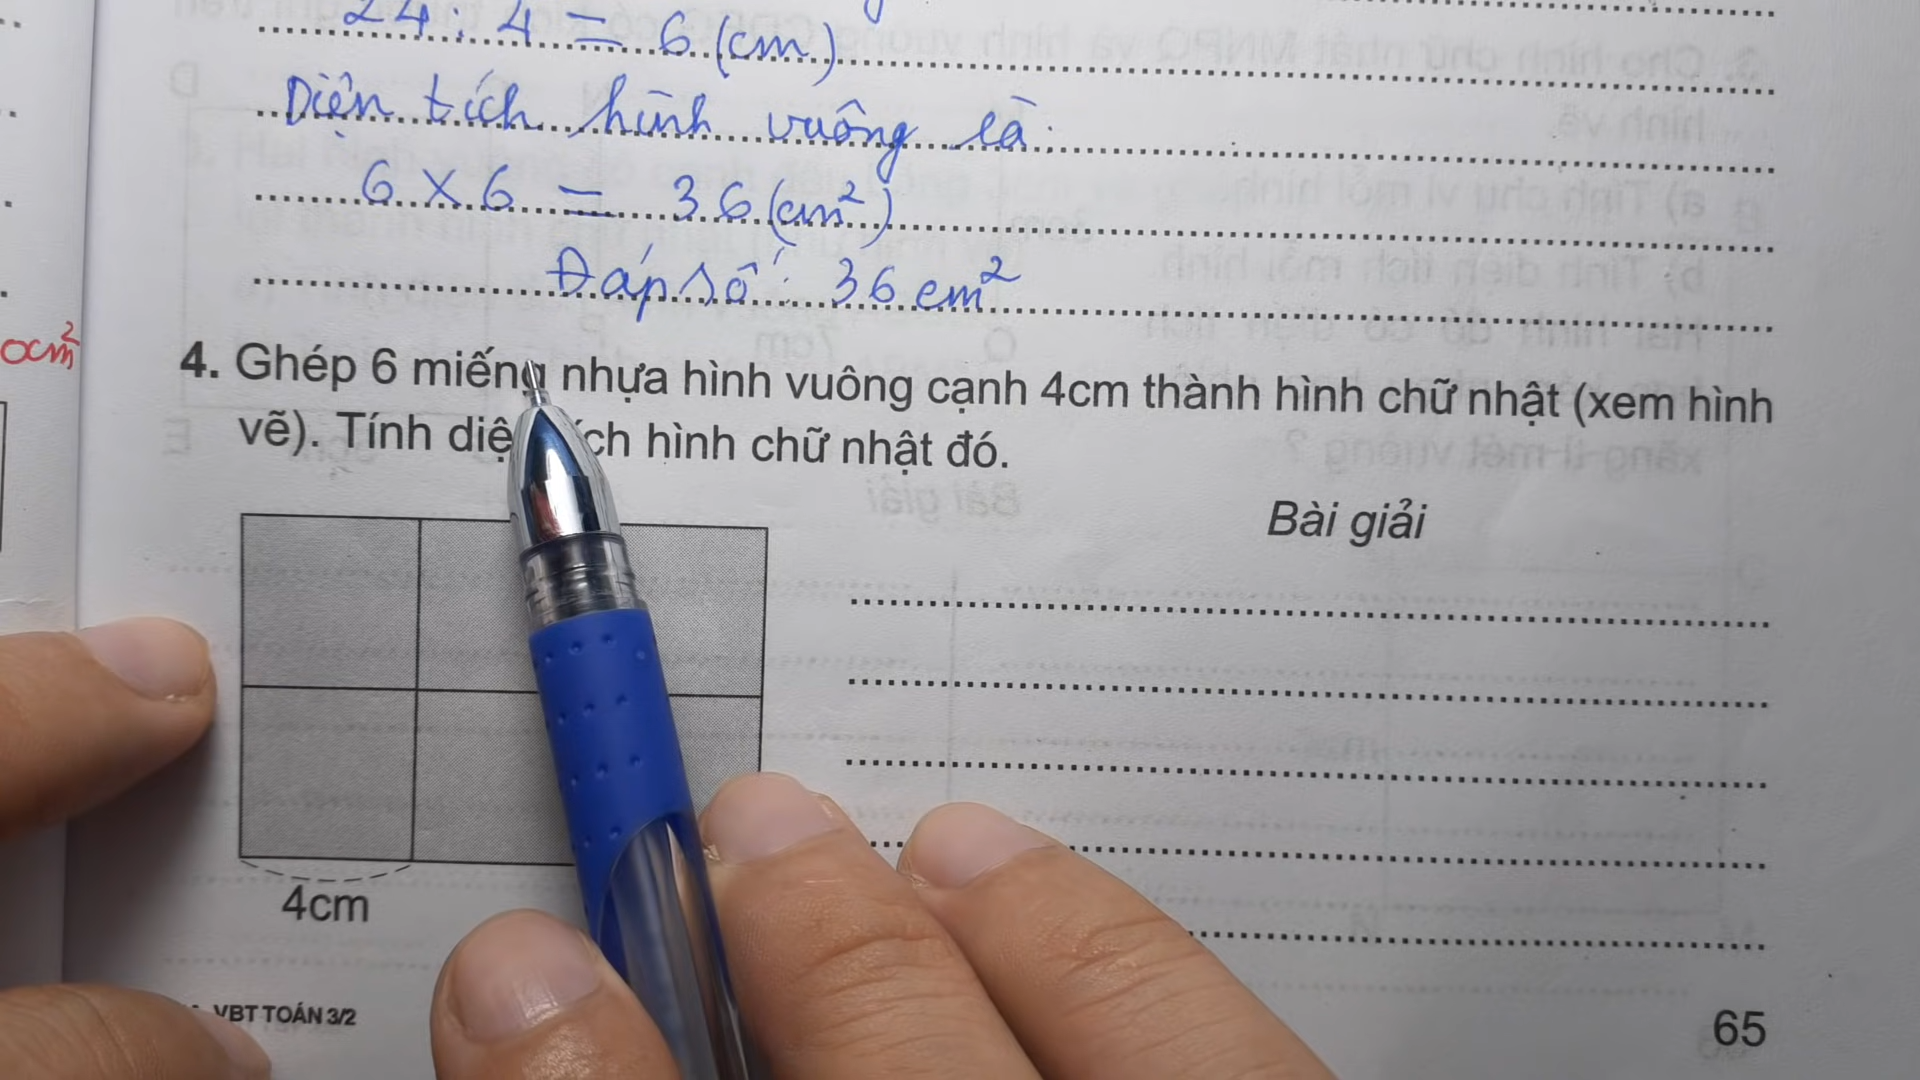 24 : 4 = 6 (cm)
Diện tích hình vuông là:
6 x 6 = 36 (cm²)
Đáp số: 36 cm²
0cm²
4. Ghép 6 miếng nhựa hình vuông cạnh 4cm thành hình chữ nhật (xem hình
vẽ). Tính diện tích hình chữ nhật đó.
Bài giải
4cm
VBT TOÁN 3/2
65